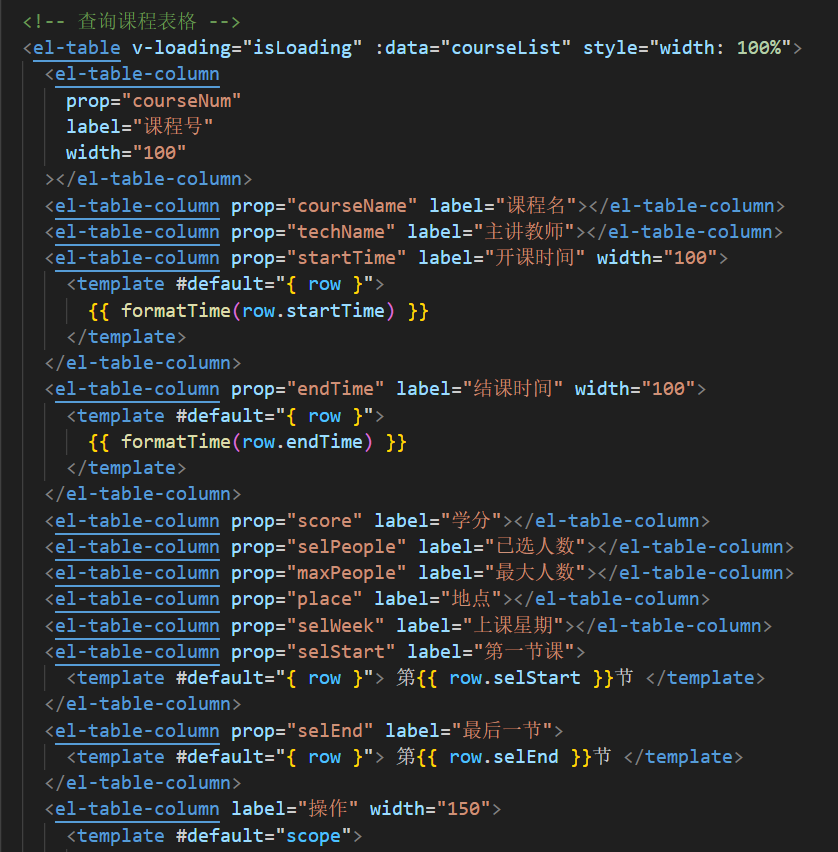 <!-- 查询课程表格 -->
<el-table v-loading="isLoading" :data="courseList" style="width: 100%">
<el-table-column
prop="courseNum"
label="课程号"
width="100"
></el-table-column>
<el-table-column prop="courseName" label="课程名"></el-table-column>
<el-table-column prop="techName" label="主讲教师"></el-table-column>
<el-table-column prop="startTime" label="开课时间" width="100">
<template #default="{ row }">
{{ formatTime(row.startTime) }}
</template>
</el-table-column>
<el-table-column prop="endTime" label="结课时间" width="100">
<template #default="{ row }">
{{ formatTime(row.endTime) }}
</template>
</el-table-column>
<el-table-column prop="score" label="学分"></el-table-column>
<el-table-column prop="selPeople" label="已选人数"></el-table-column>
<el-table-column prop="maxPeople" label="最大人数"></el-table-column>
<el-table-column prop="place" label="地点"></el-table-column>
<el-table-column prop="selWeek" label="上课星期"></el-table-column>
<el-table-column prop="selStart" label="第一节课">
<template #default="{ row }"> 第{{ row.selStart }}节 </template>
</el-table-column>
<el-table-column prop="selEnd" label="最后一节">
<template #default="{ row }"> 第{{ row.selEnd }}节 </template>
</el-table-column>
<el-table-column label="操作" width="150">
<template #default="scope">